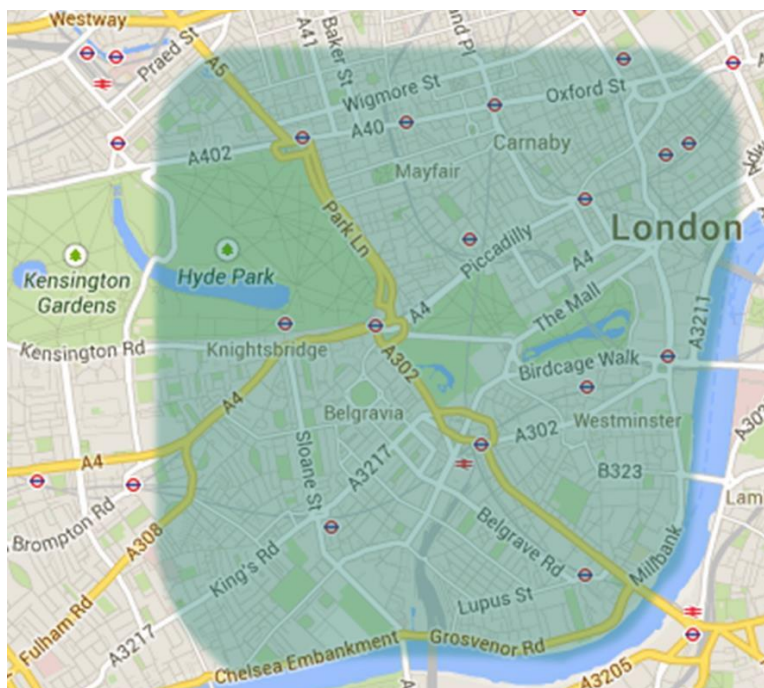 Westway
Praed St
A5
A41
Baker St
nd Pl
Wigmore St
Oxford St
A40
A402
Carnaby
Mayfair
Aldw
Park Ln
Piccadilly
London
Kensington
Gardens
Hyde Park
A4
A4
The Mall
A3211
Kensington Rd
Knightsbridge
A302
Birdcage Walk
A4
Belgravia
Westminster
A302
A302
Sloane St
A3217
B323
A4
Lam
Brompton Rd
A308
Belgrave Rd
Millbank
King's Rd
Lupus St
Fulham Rd
A3217
Chelsea Embankment
Grosvenor Rd
A3205